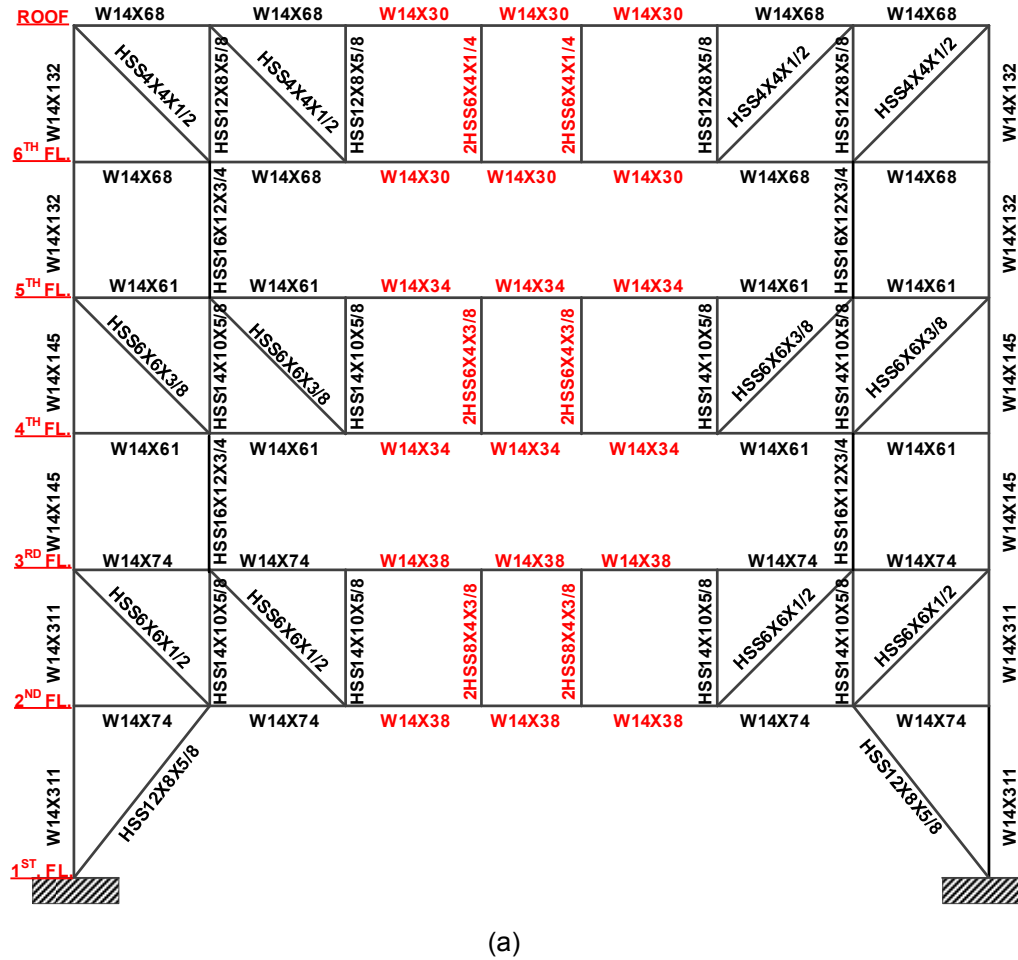 ROOF W14X68 W14X68 W14X30 W14X30 W14X30 W14X68 W14X68
W14X132 HSS4X4X1/2 HSS12X8X5/8 HSS4X4X1/2 HSS12X8X5/8 2HSS6X4X1/4 2HSS6X4X1/4 HSS12X8X5/8 HSS4X4X1/2 HSS12X8X5/8 HSS4X4X1/2 W14X132
6TH FL. W14X68 W14X68 W14X30 W14X30 W14X30 W14X68 W14X68
W14X132 HSS16X12X3/4 HSS16X12X3/4 W14X132
5TH FL. W14X61 W14X61 W14X34 W14X34 W14X34 W14X61 W14X61
W14X145 HSS6X6X3/8 HSS14X10X5/8 HSS6X6X3/8 HSS14X10X5/8 2HSS6X4X3/8 2HSS6X4X3/8 HSS14X10X5/8 HSS6X6X3/8 HSS14X10X5/8 HSS6X6X3/8 W14X145
4TH FL. W14X61 W14X61 W14X34 W14X34 W14X34 W14X61 W14X61
W14X145 HSS16X12X3/4 HSS16X12X3/4 W14X145
3RD FL. W14X74 W14X74 W14X38 W14X38 W14X38 W14X74 W14X74
W14X311 HSS6X6X1/2 HSS14X10X5/8 HSS6X6X1/2 HSS14X10X5/8 2HSS8X4X3/8 2HSS8X4X3/8 HSS14X10X5/8 HSS6X6X1/2 HSS14X10X5/8 HSS6X6X1/2 W14X311
2ND FL. W14X74 W14X74 W14X38 W14X38 W14X38 W14X74 W14X74
W14X311 HSS12X8X5/8 HSS12X8X5/8 W14X311
1ST. FL.
(a)